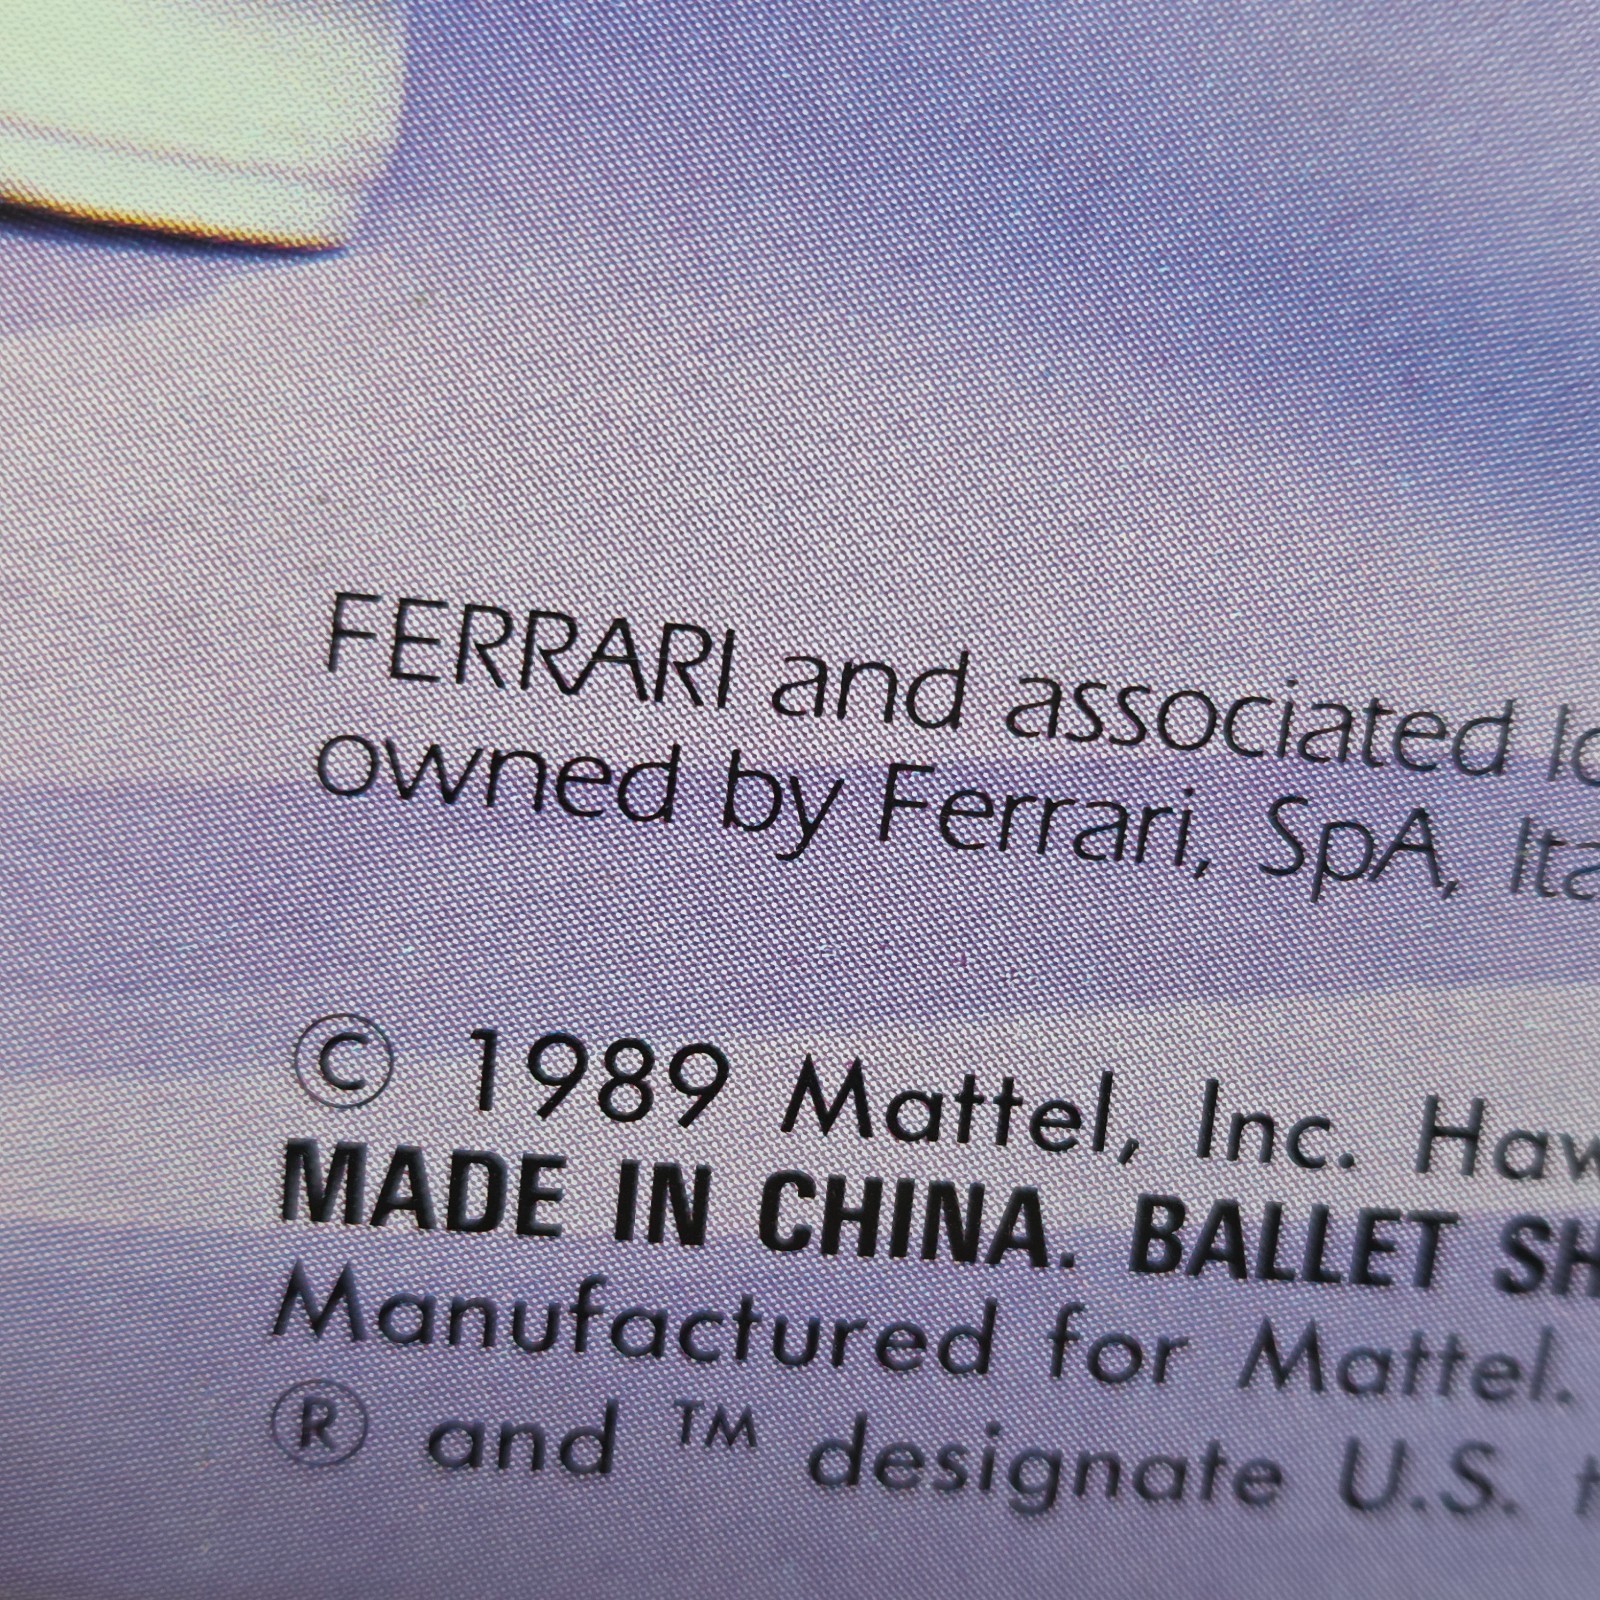 FERRARI and associated
owned by Ferrari, SpA,
© 1989 Mattel, Inc.
MADE IN CHINA. BALLET
Manufactured for Mattel.
® and ™ designate U.S.